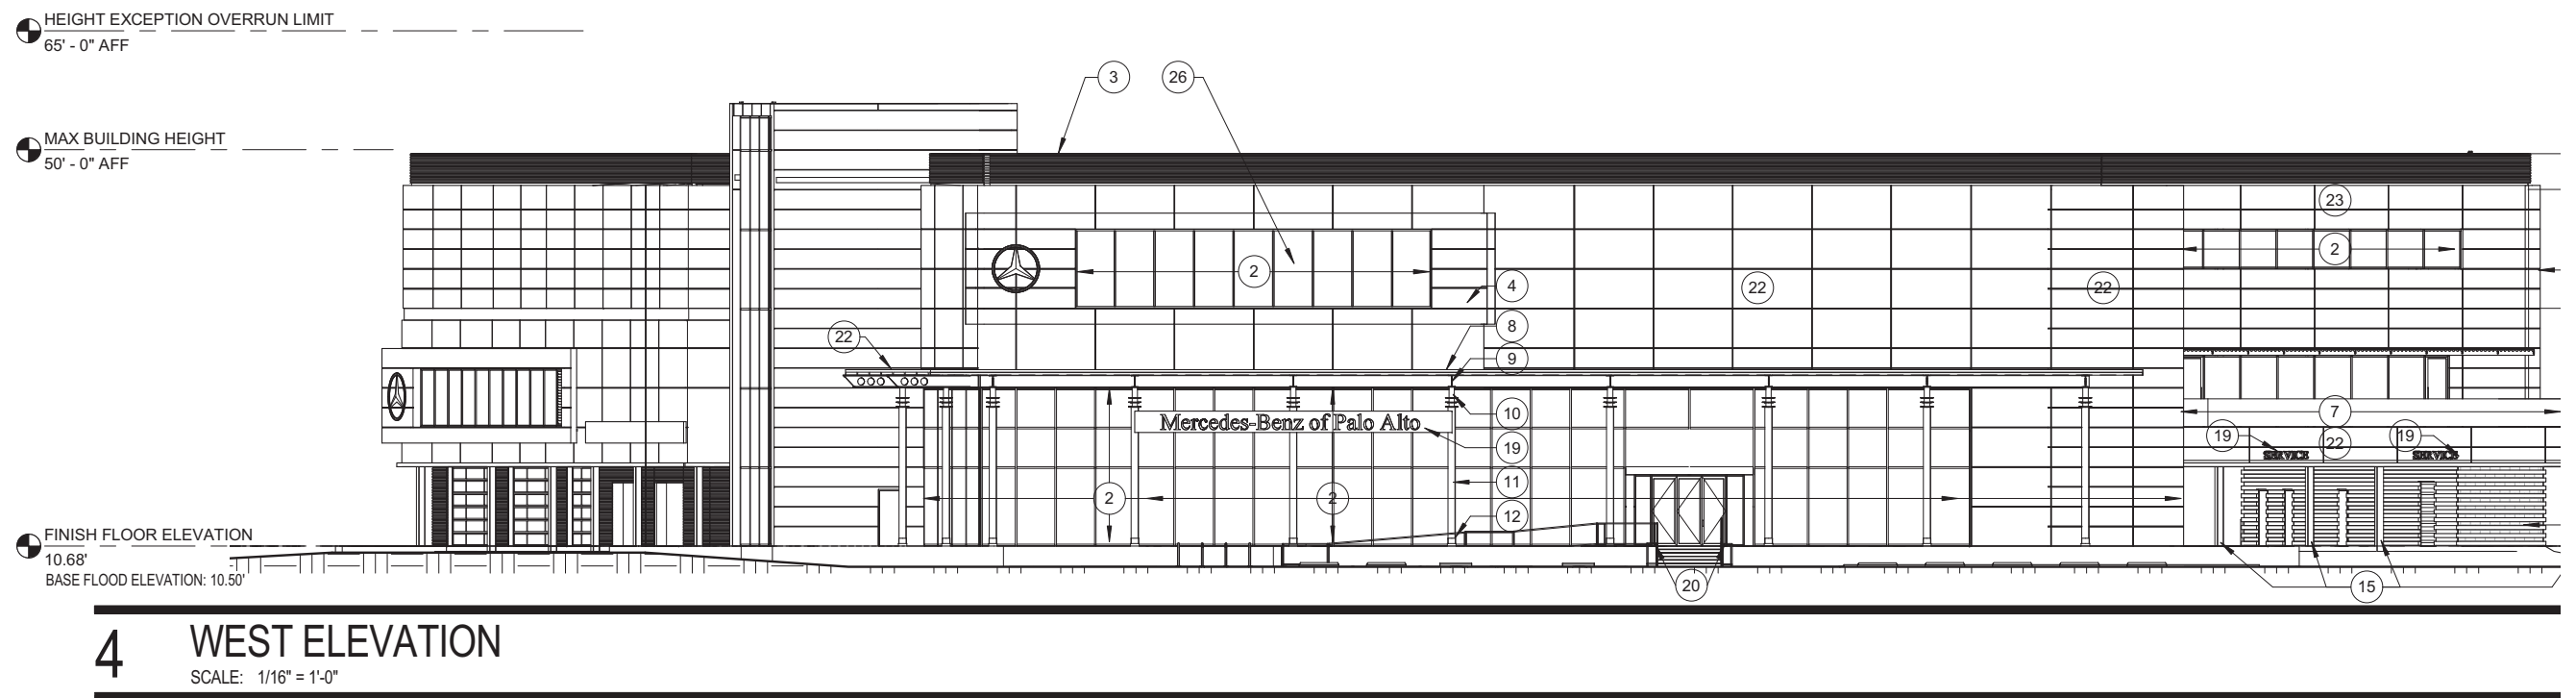 HEIGHT EXCEPTION OVERRUN LIMIT
65' - 0" AFF
3
26
MAX BUILDING HEIGHT
50' - 0" AFF
23
2
2
22
22
4
8
22
9
10
7
Mercedes-Benz of Palo Alto
19
19
22
19
SERVICE
SERVICE
11
2
2
12
FINISH FLOOR ELEVATION
10.68'
BASE FLOOD ELEVATION: 10.50'
20
15
4
WEST ELEVATION
SCALE: 1/16" = 1'-0"